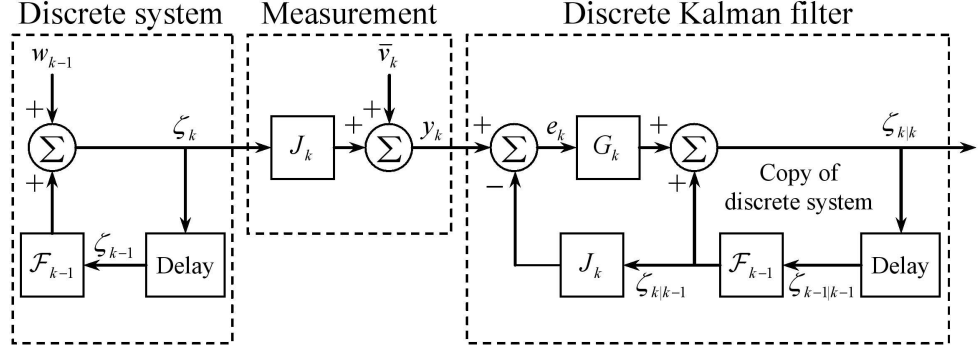 Discrete system
Measurement
Discrete Kalman filter
w_{k-1}
+
Σ
+
ζ_k
ℱ_{k-1}
ζ_{k-1}
Delay
v̄_k
J_k
+
+
Σ
y_k
+
Σ
−
e_k
G_k
+
Σ
+
ζ_{k|k}
Copy of
discrete system
J_k
ζ_{k|k-1}
ℱ_{k-1}
ζ_{k-1|k-1}
Delay